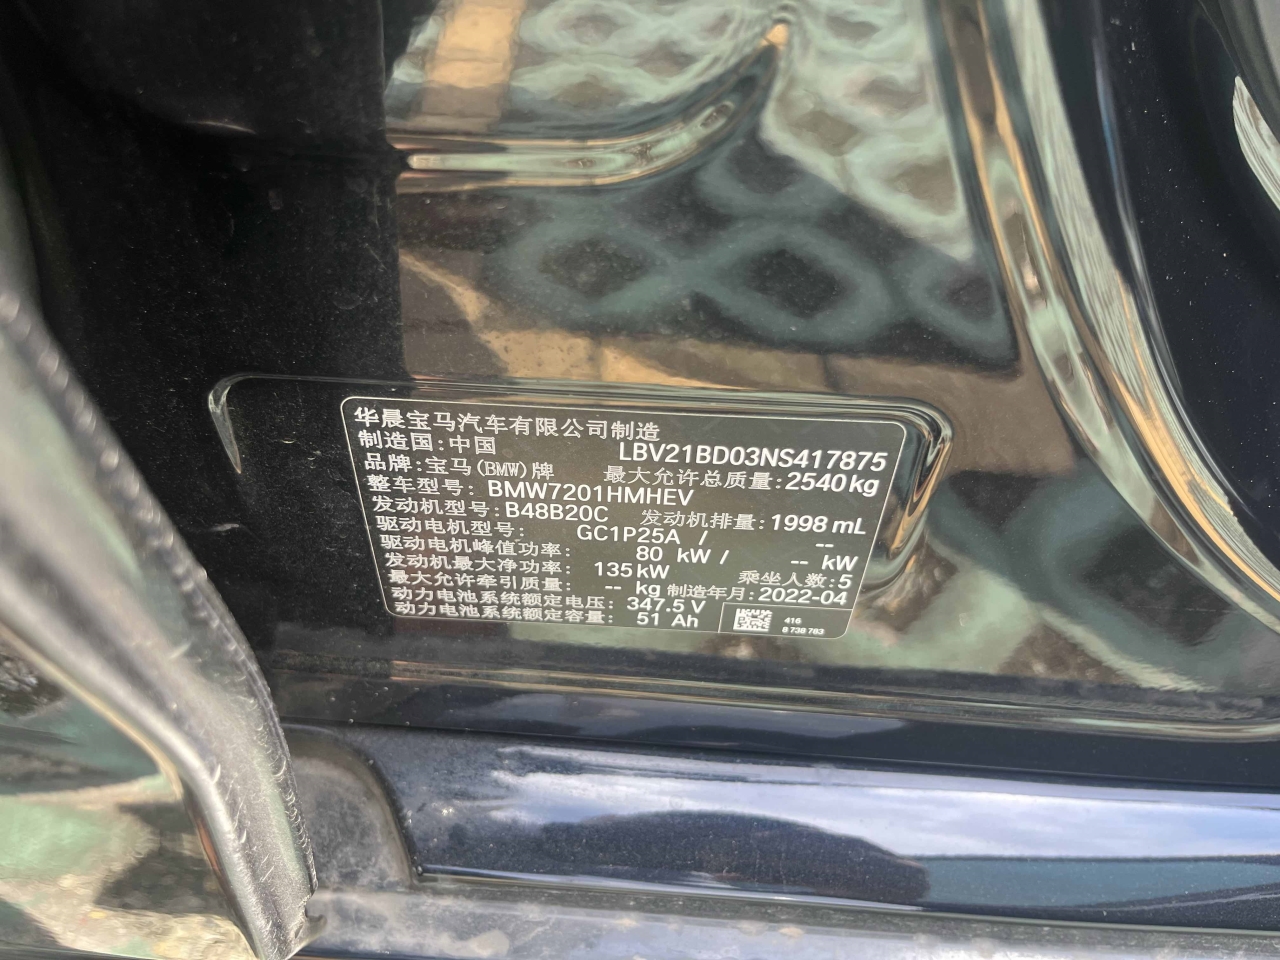 华晨宝马汽车有限公司制造
制造国:中国 LBV21BD03NS417875
品牌:宝马(BMW)牌 最大允许总质量:2540kg
整车型号: BMW7201HMHEV
发动机型号:B48B20C 发动机排量:1998 mL
驱动电机型号: GC1P25A / --
驱动电机峰值功率: 80 kW / -- kW
发动机最大净功率: 135kW 乘坐人数:5
最大允许牵引质量: -- kg 制造年月:2022-04
动力电池系统额定电压: 347.5 V
动力电池系统额定容量: 51 Ah
416
8 738 783